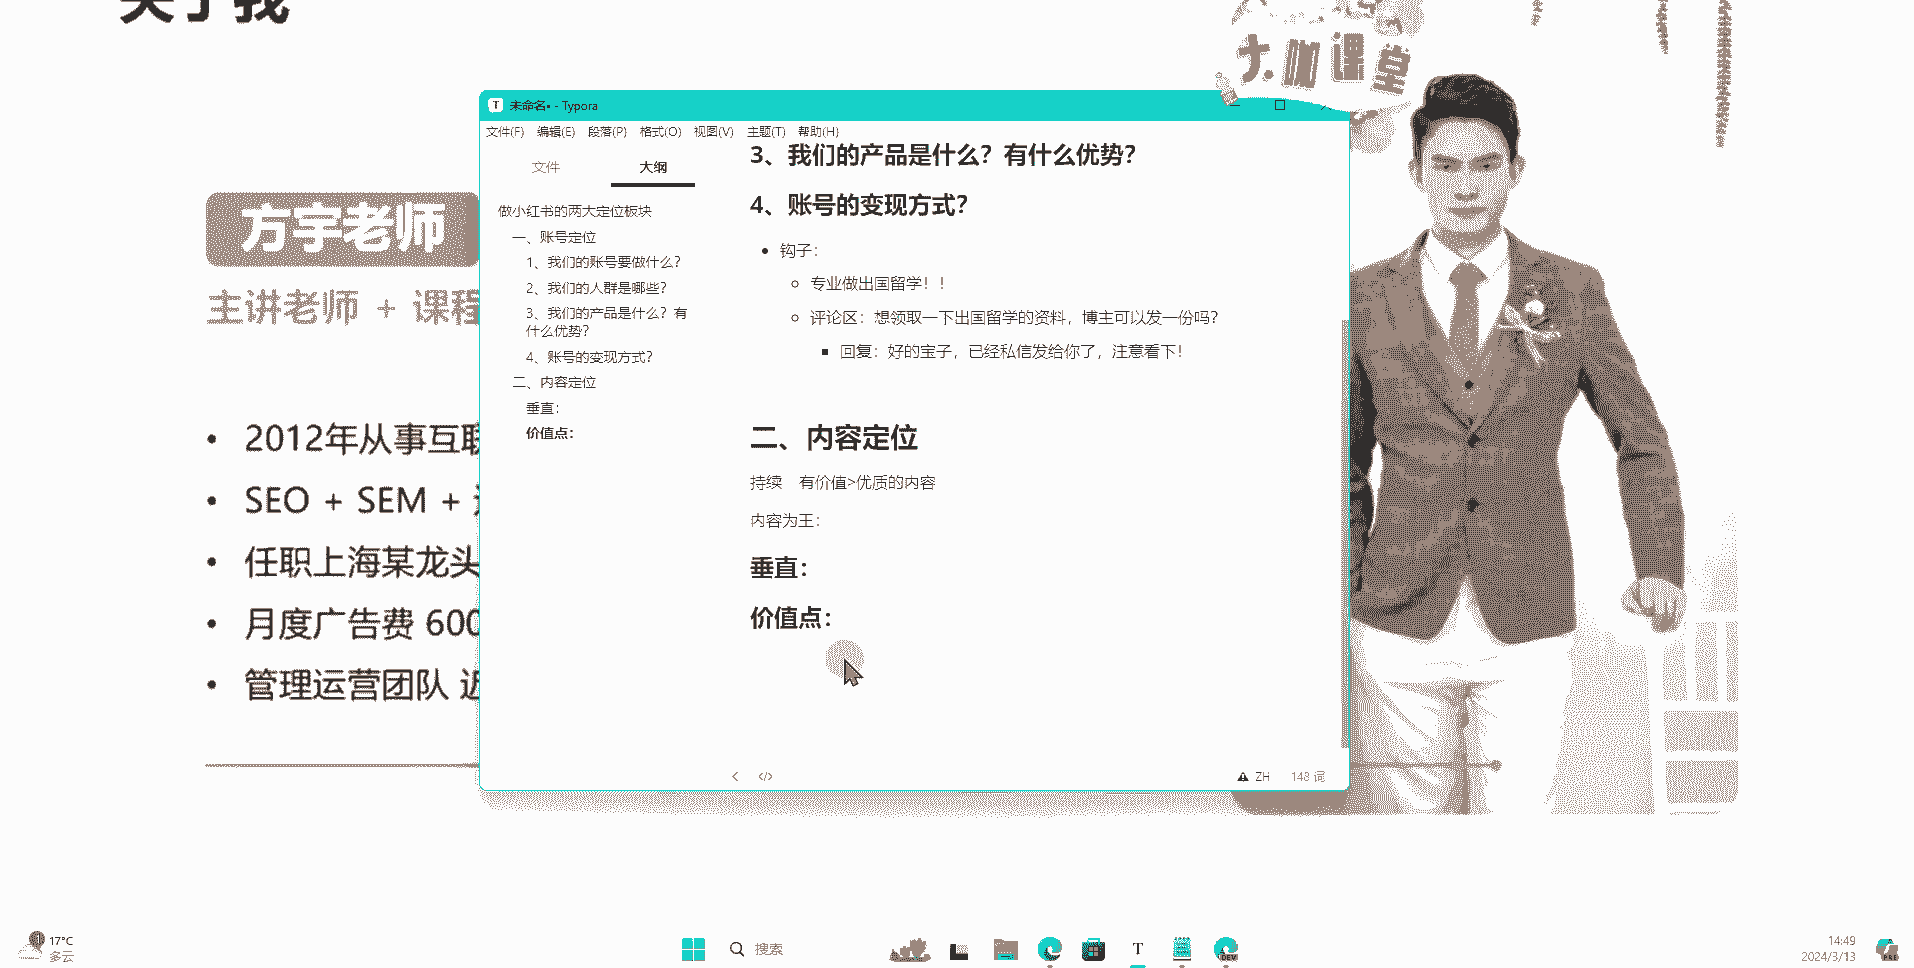 关于我
大咖课堂
方宇老师
主讲老师 + 课程
• 2012年从事互联
• SEO + SEM +
• 任职上海某龙头
• 月度广告费 600
• 管理运营团队 近
未命名• - Typora
文件(F) 编辑(E) 段落(P) 格式(O) 视图(V) 主题(T) 帮助(H)
文件 大纲
做小红书的两大定位板块
一、账号定位
1、我们的账号要做什么？
2、我们的人群是哪些？
3、我们的产品是什么？有
什么优势？
4、账号的变现方式？
二、内容定位
垂直：
价值点：
3、我们的产品是什么？有什么优势？
4、账号的变现方式？
• 钩子：
○ 专业做出国留学！！
○ 评论区：想领取一下出国留学的资料，博主可以发一份吗？
▪ 回复：好的宝子，已经私信发给你了，注意看下！
二、内容定位
持续 有价值>优质的内容
内容为王：
垂直：
价值点：
ZH 148 词
17°C
多云
搜索
DEV
14:49
2024/3/13
PRE